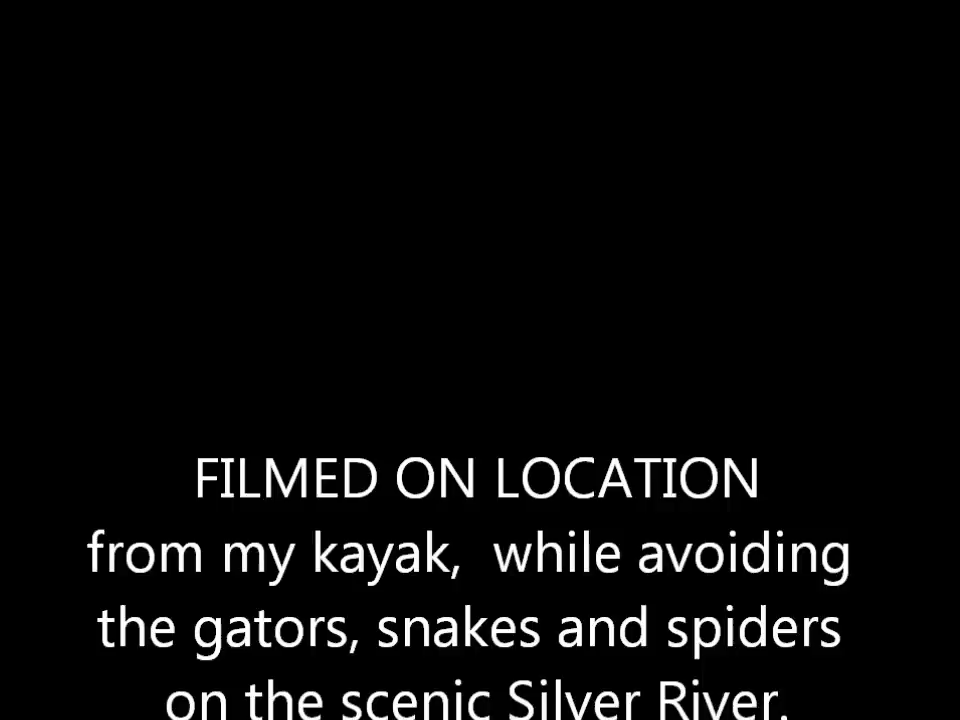 FILMED ON LOCATION
from my kayak,  while avoiding
the gators, snakes and spiders
on the scenic Silver River.